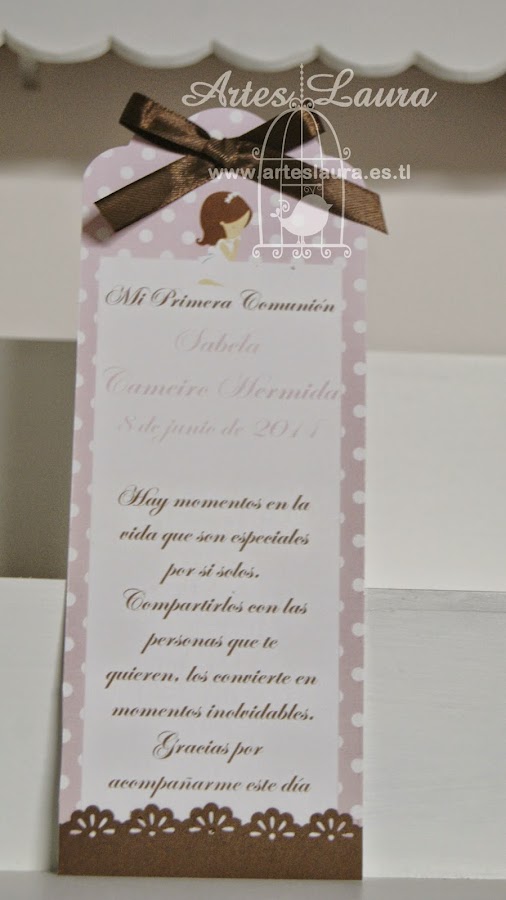 Artes Laura
www.arteslaura.es.tl
Mi Primera Comunión
Sabela
Cameiro Hermida
8 de junio de 2014
Hay momentos en la
vida que son especiales
por si solos.
Compartirlos con las
personas que te
quieren, los convierte en
momentos inolvidables.
Gracias por
acompañarme este día